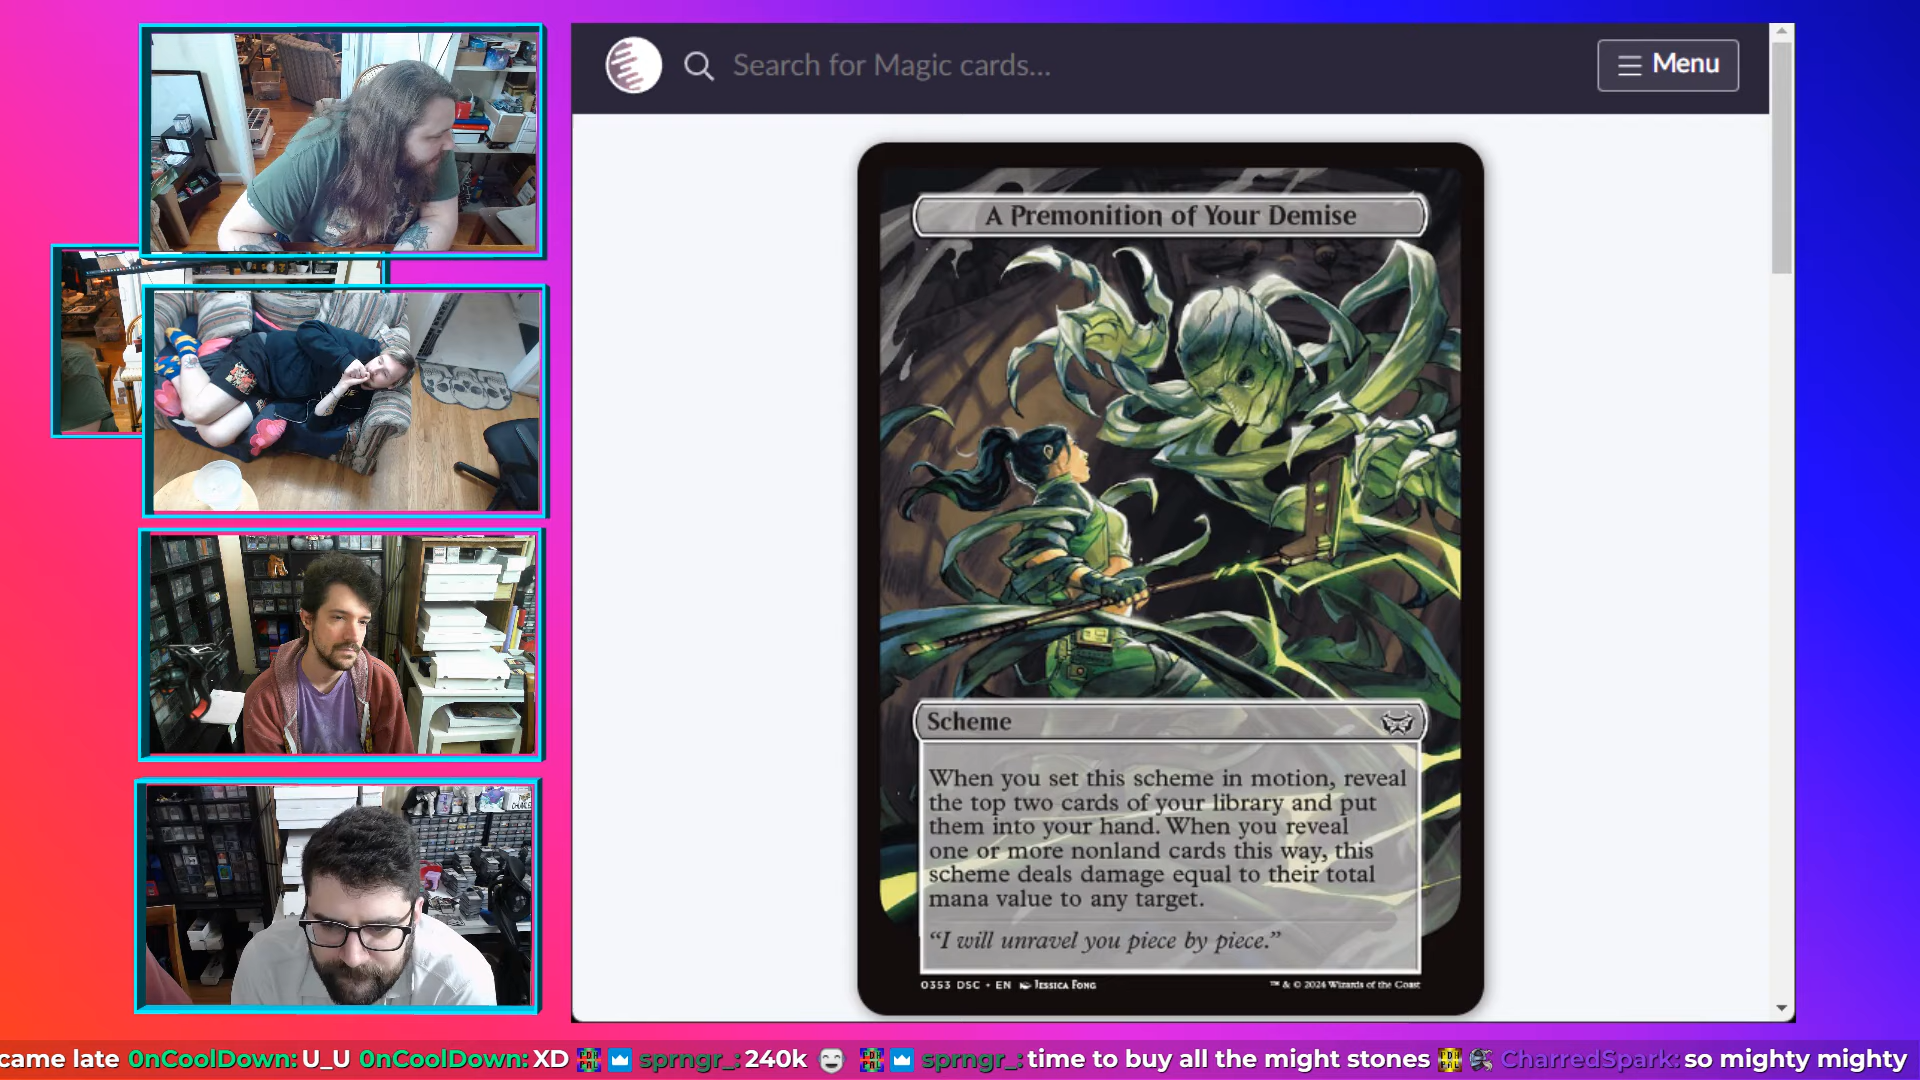 Search for Magic cards...
Menu
A Premonition of Your Demise
Scheme
When you set this scheme in motion, reveal
the top two cards of your library and put
them into your hand. When you reveal
one or more nonland cards this way, this
scheme deals damage equal to their total
mana value to any target.
“I will unravel you piece by piece.”
0353 DSC • EN Jessica Fong
™ & © 2024 Wizards of the Coast
came late 0nCoolDown: U_U 0nCoolDown: XD sprngr_: 240k sprngr_: time to buy all the might stones CharredSpark: so mighty mighty